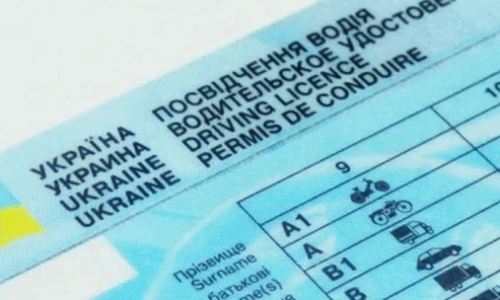 УКРАЇНА
УКРАИНА
UKRAINE
UKRAINE
ПОСВІДЧЕННЯ ВОДІЯ
ВОДИТЕЛЬСКОЕ УДОСТОВЕ
DRIVING LICENCE
PERMIS DE CONDUIRE
9
10
A1
A
B1
B
Прізвище
Surname
батькові